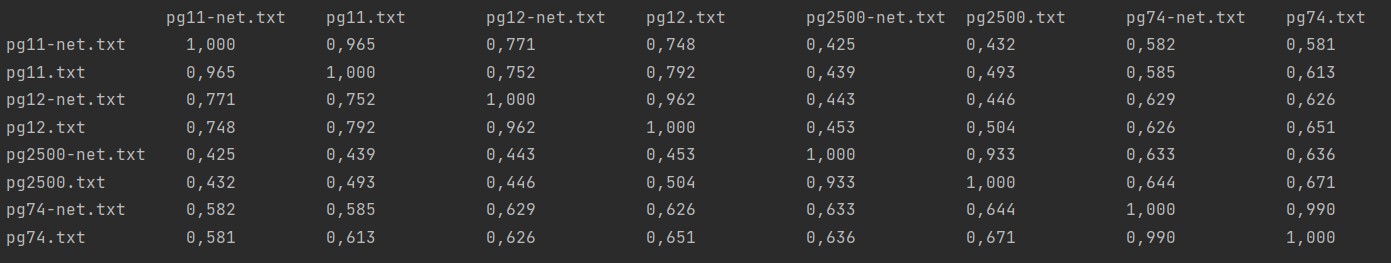 pg11-net.txt pg11.txt pg12-net.txt pg12.txt pg2500-net.txt pg2500.txt pg74-net.txt pg74.txt
pg11-net.txt 1,000 0,965 0,771 0,748 0,425 0,432 0,582 0,581
pg11.txt 0,965 1,000 0,752 0,792 0,439 0,493 0,585 0,613
pg12-net.txt 0,771 0,752 1,000 0,962 0,443 0,446 0,629 0,626
pg12.txt 0,748 0,792 0,962 1,000 0,453 0,504 0,626 0,651
pg2500-net.txt 0,425 0,439 0,443 0,453 1,000 0,933 0,633 0,636
pg2500.txt 0,432 0,493 0,446 0,504 0,933 1,000 0,644 0,671
pg74-net.txt 0,582 0,585 0,629 0,626 0,633 0,644 1,000 0,990
pg74.txt 0,581 0,613 0,626 0,651 0,636 0,671 0,990 1,000